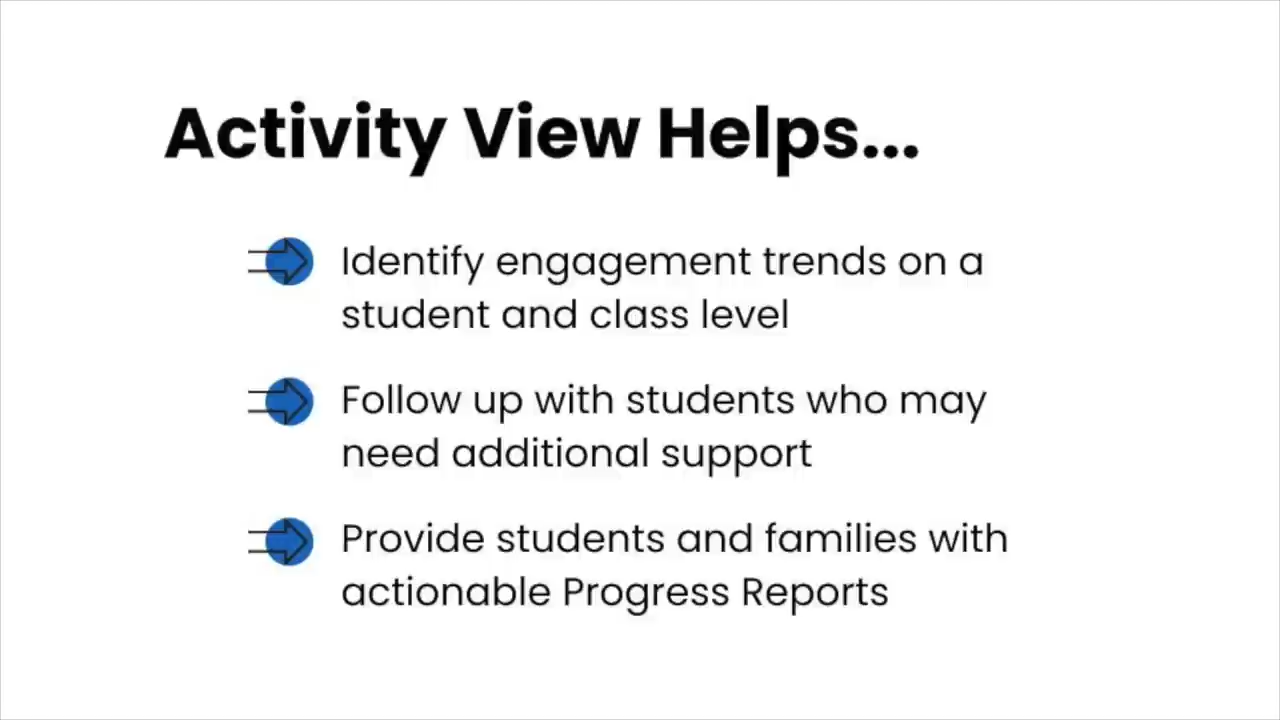 Activity View Helps...
Identify engagement trends on a
student and class level
Follow up with students who may
need additional support
Provide students and families with
actionable Progress Reports